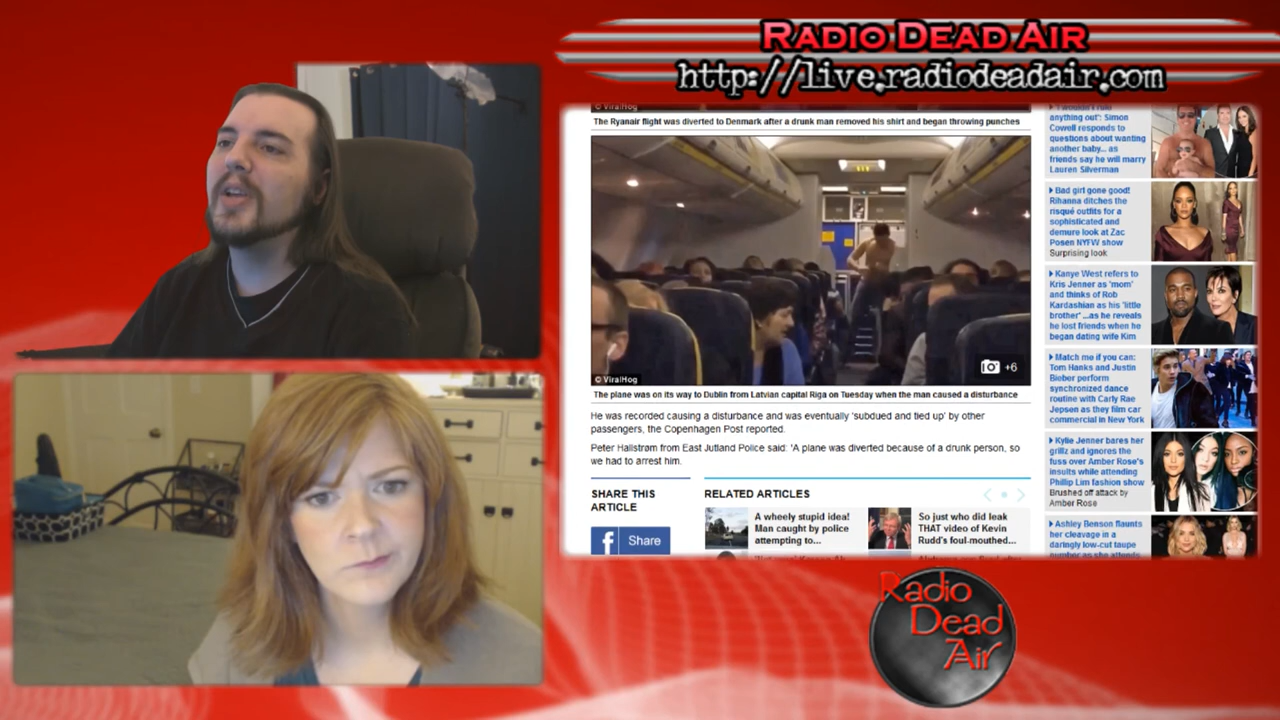 RADIO DEAD AIR
http://live.radiodeadair.com
© ViralHog
The Ryanair flight was diverted to Denmark after a drunk man removed his shirt and began throwing punches
+6
© ViralHog
The plane was on its way to Dublin from Latvian capital Riga on Tuesday when the man caused a disturbance
He was recorded causing a disturbance and was eventually 'subdued and tied up' by other
passengers, the Copenhagen Post reported.
Peter Hallstrøm from East Jutland Police said: 'A plane was diverted because of a drunk person, so
we had to arrest him.
SHARE THIS
ARTICLE
f Share
RELATED ARTICLES
A wheely stupid idea!
Man caught by police
attempting to...
So just who did leak
THAT video of Kevin
Rudd's foul-mouthed...
anything out': Simon
Cowell responds to
questions about wanting
another baby... as
friends say he will marry
Lauren Silverman
Bad girl gone good!
Rihanna ditches the
risqué outfits for a
sophisticated and
demure look at Zac
Posen NYFW show
Surprising look
Kanye West refers to
Kris Jenner as 'mom'
and thinks of Rob
Kardashian as his 'little
brother' ...as he reveals
he lost friends when he
began dating wife Kim
Match me if you can:
Tom Hanks and Justin
Bieber perform
synchronized dance
routine with Carly Rae
Jepson as they film car
commercial in New York
Kylie Jenner bares her
grillz and ignores the
fuss over Amber Rose's
insults while attending
Phillip Lim fashion show
Brushed off attack by
Amber Rose
Ashley Benson flaunts
her cleavage in a
daringly low-cut taupe
number as she attends
Radio
Dead
Air